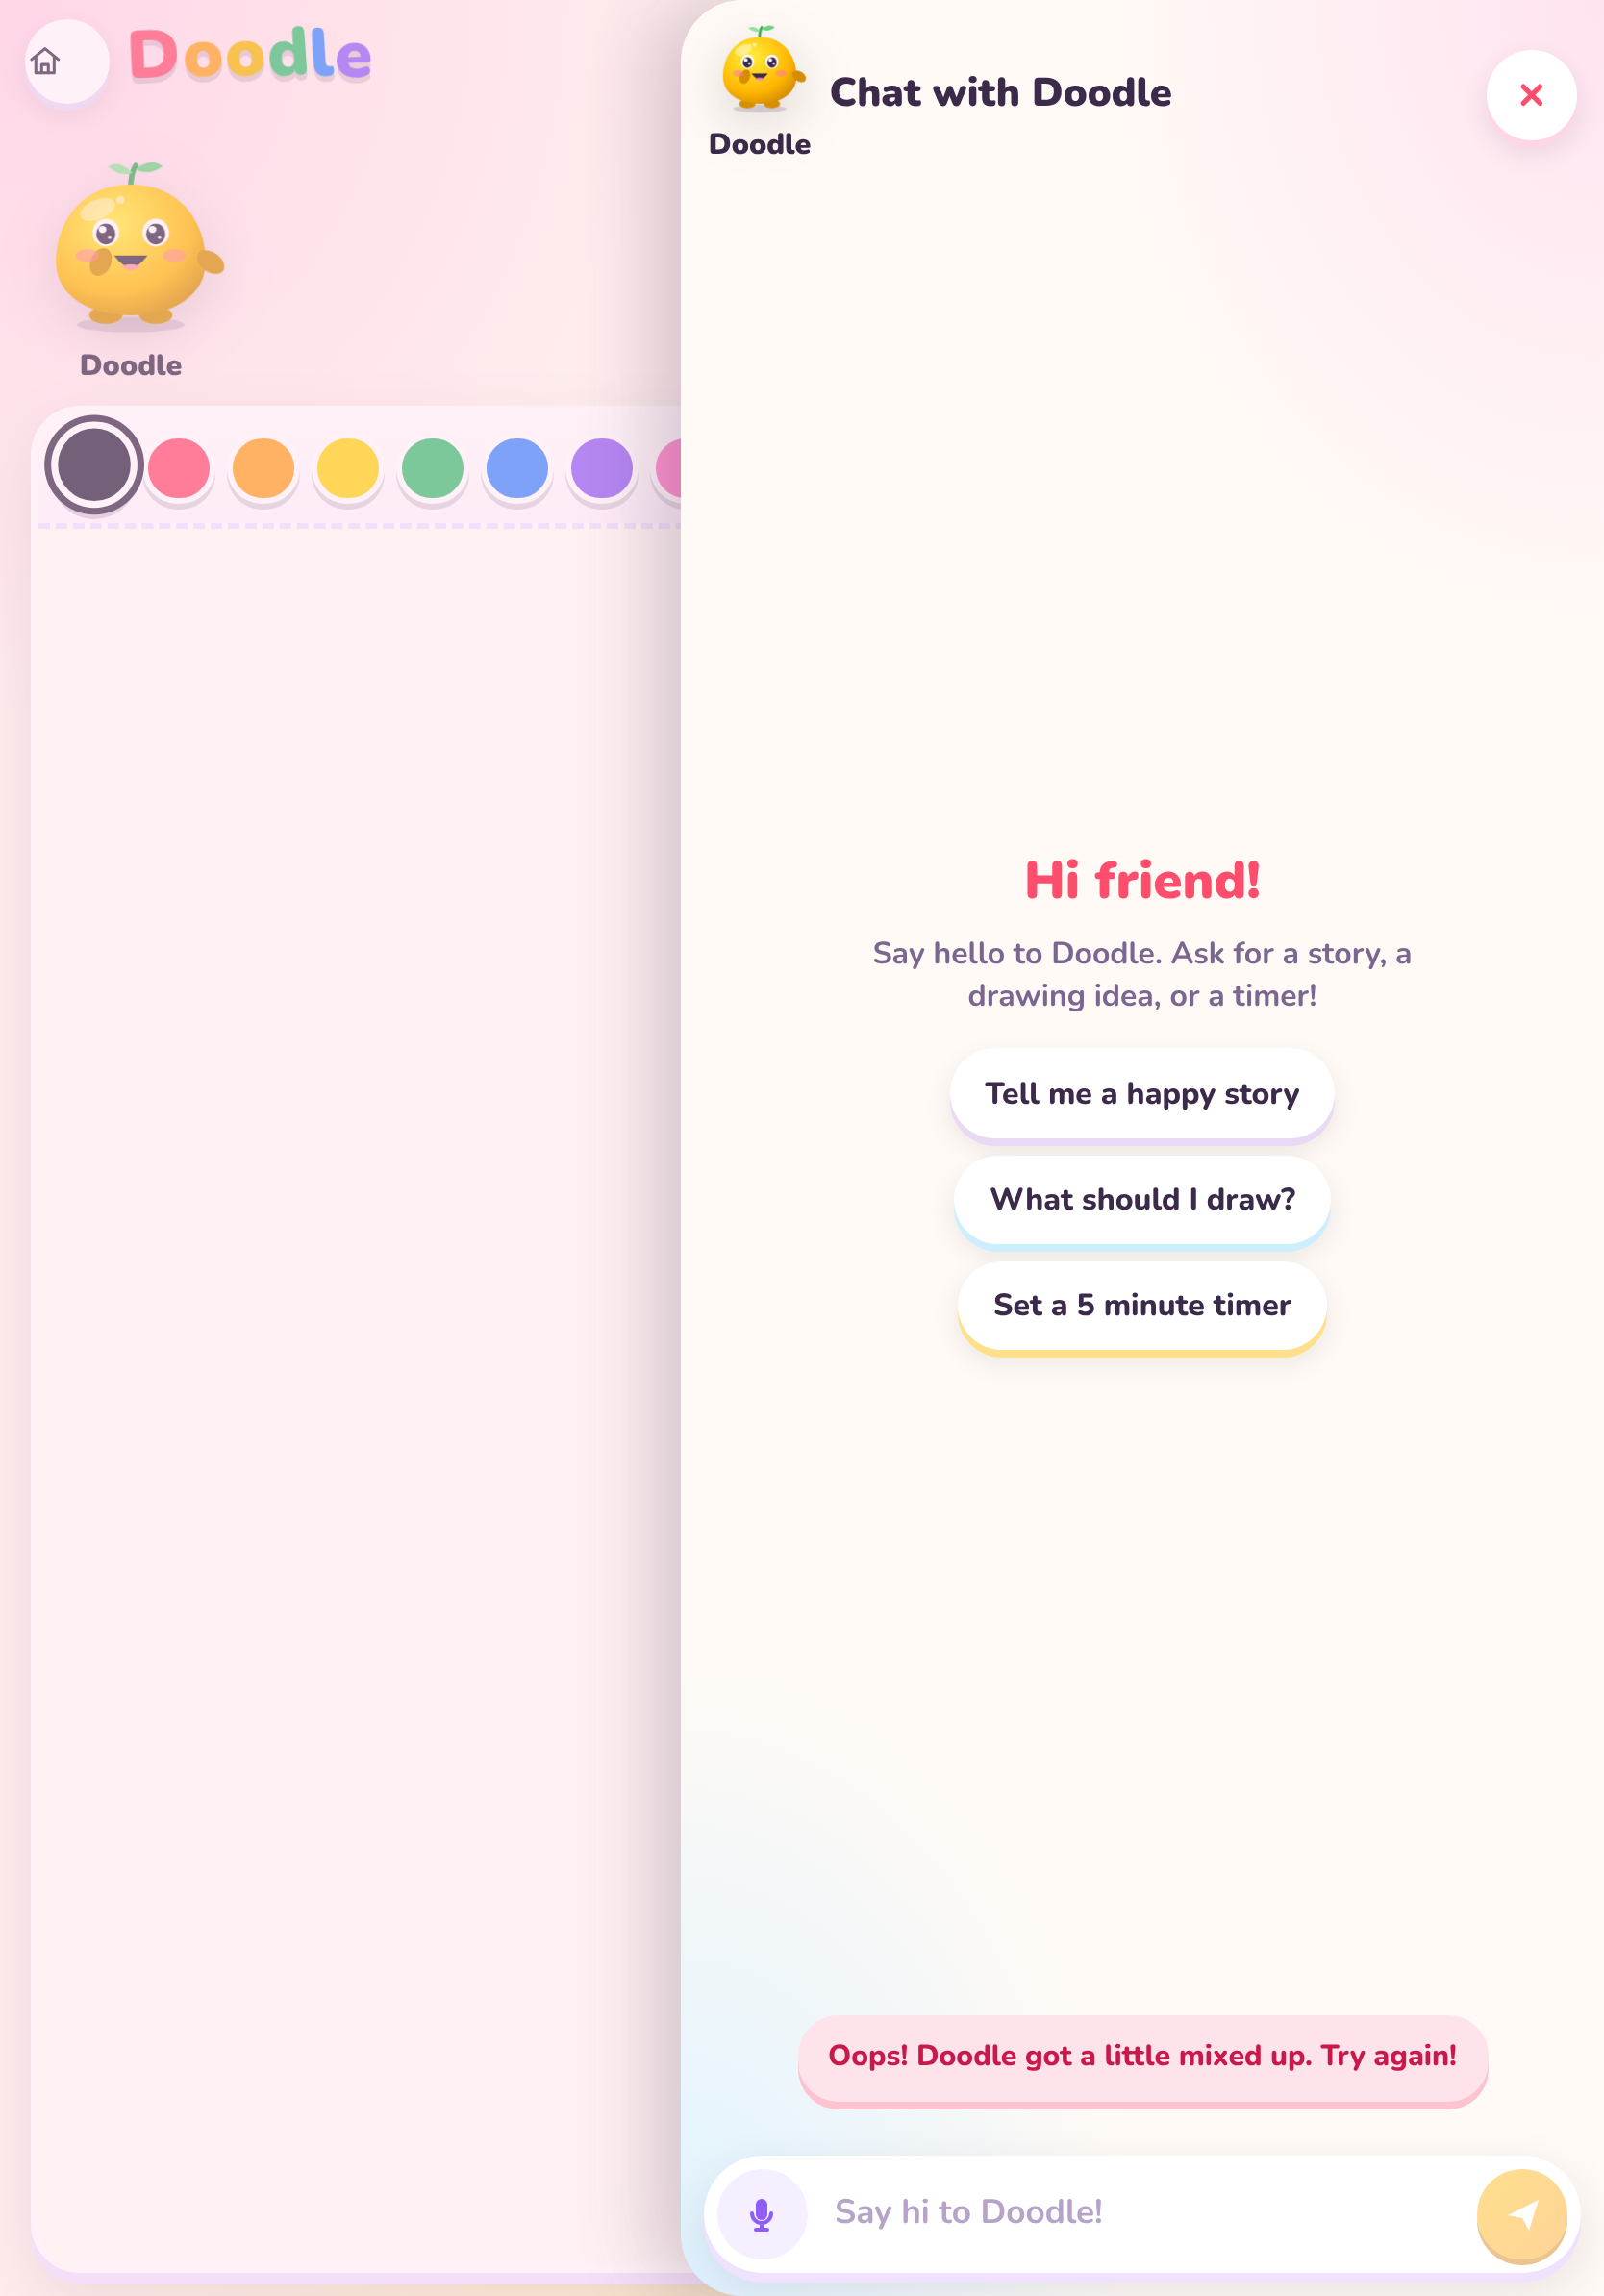 Doodle
Doodle
Doodle
Chat with Doodle
Hi friend!
Say hello to Doodle. Ask for a story, a
drawing idea, or a timer!
Tell me a happy story
What should I draw?
Set a 5 minute timer
Oops! Doodle got a little mixed up. Try again!
Say hi to Doodle!